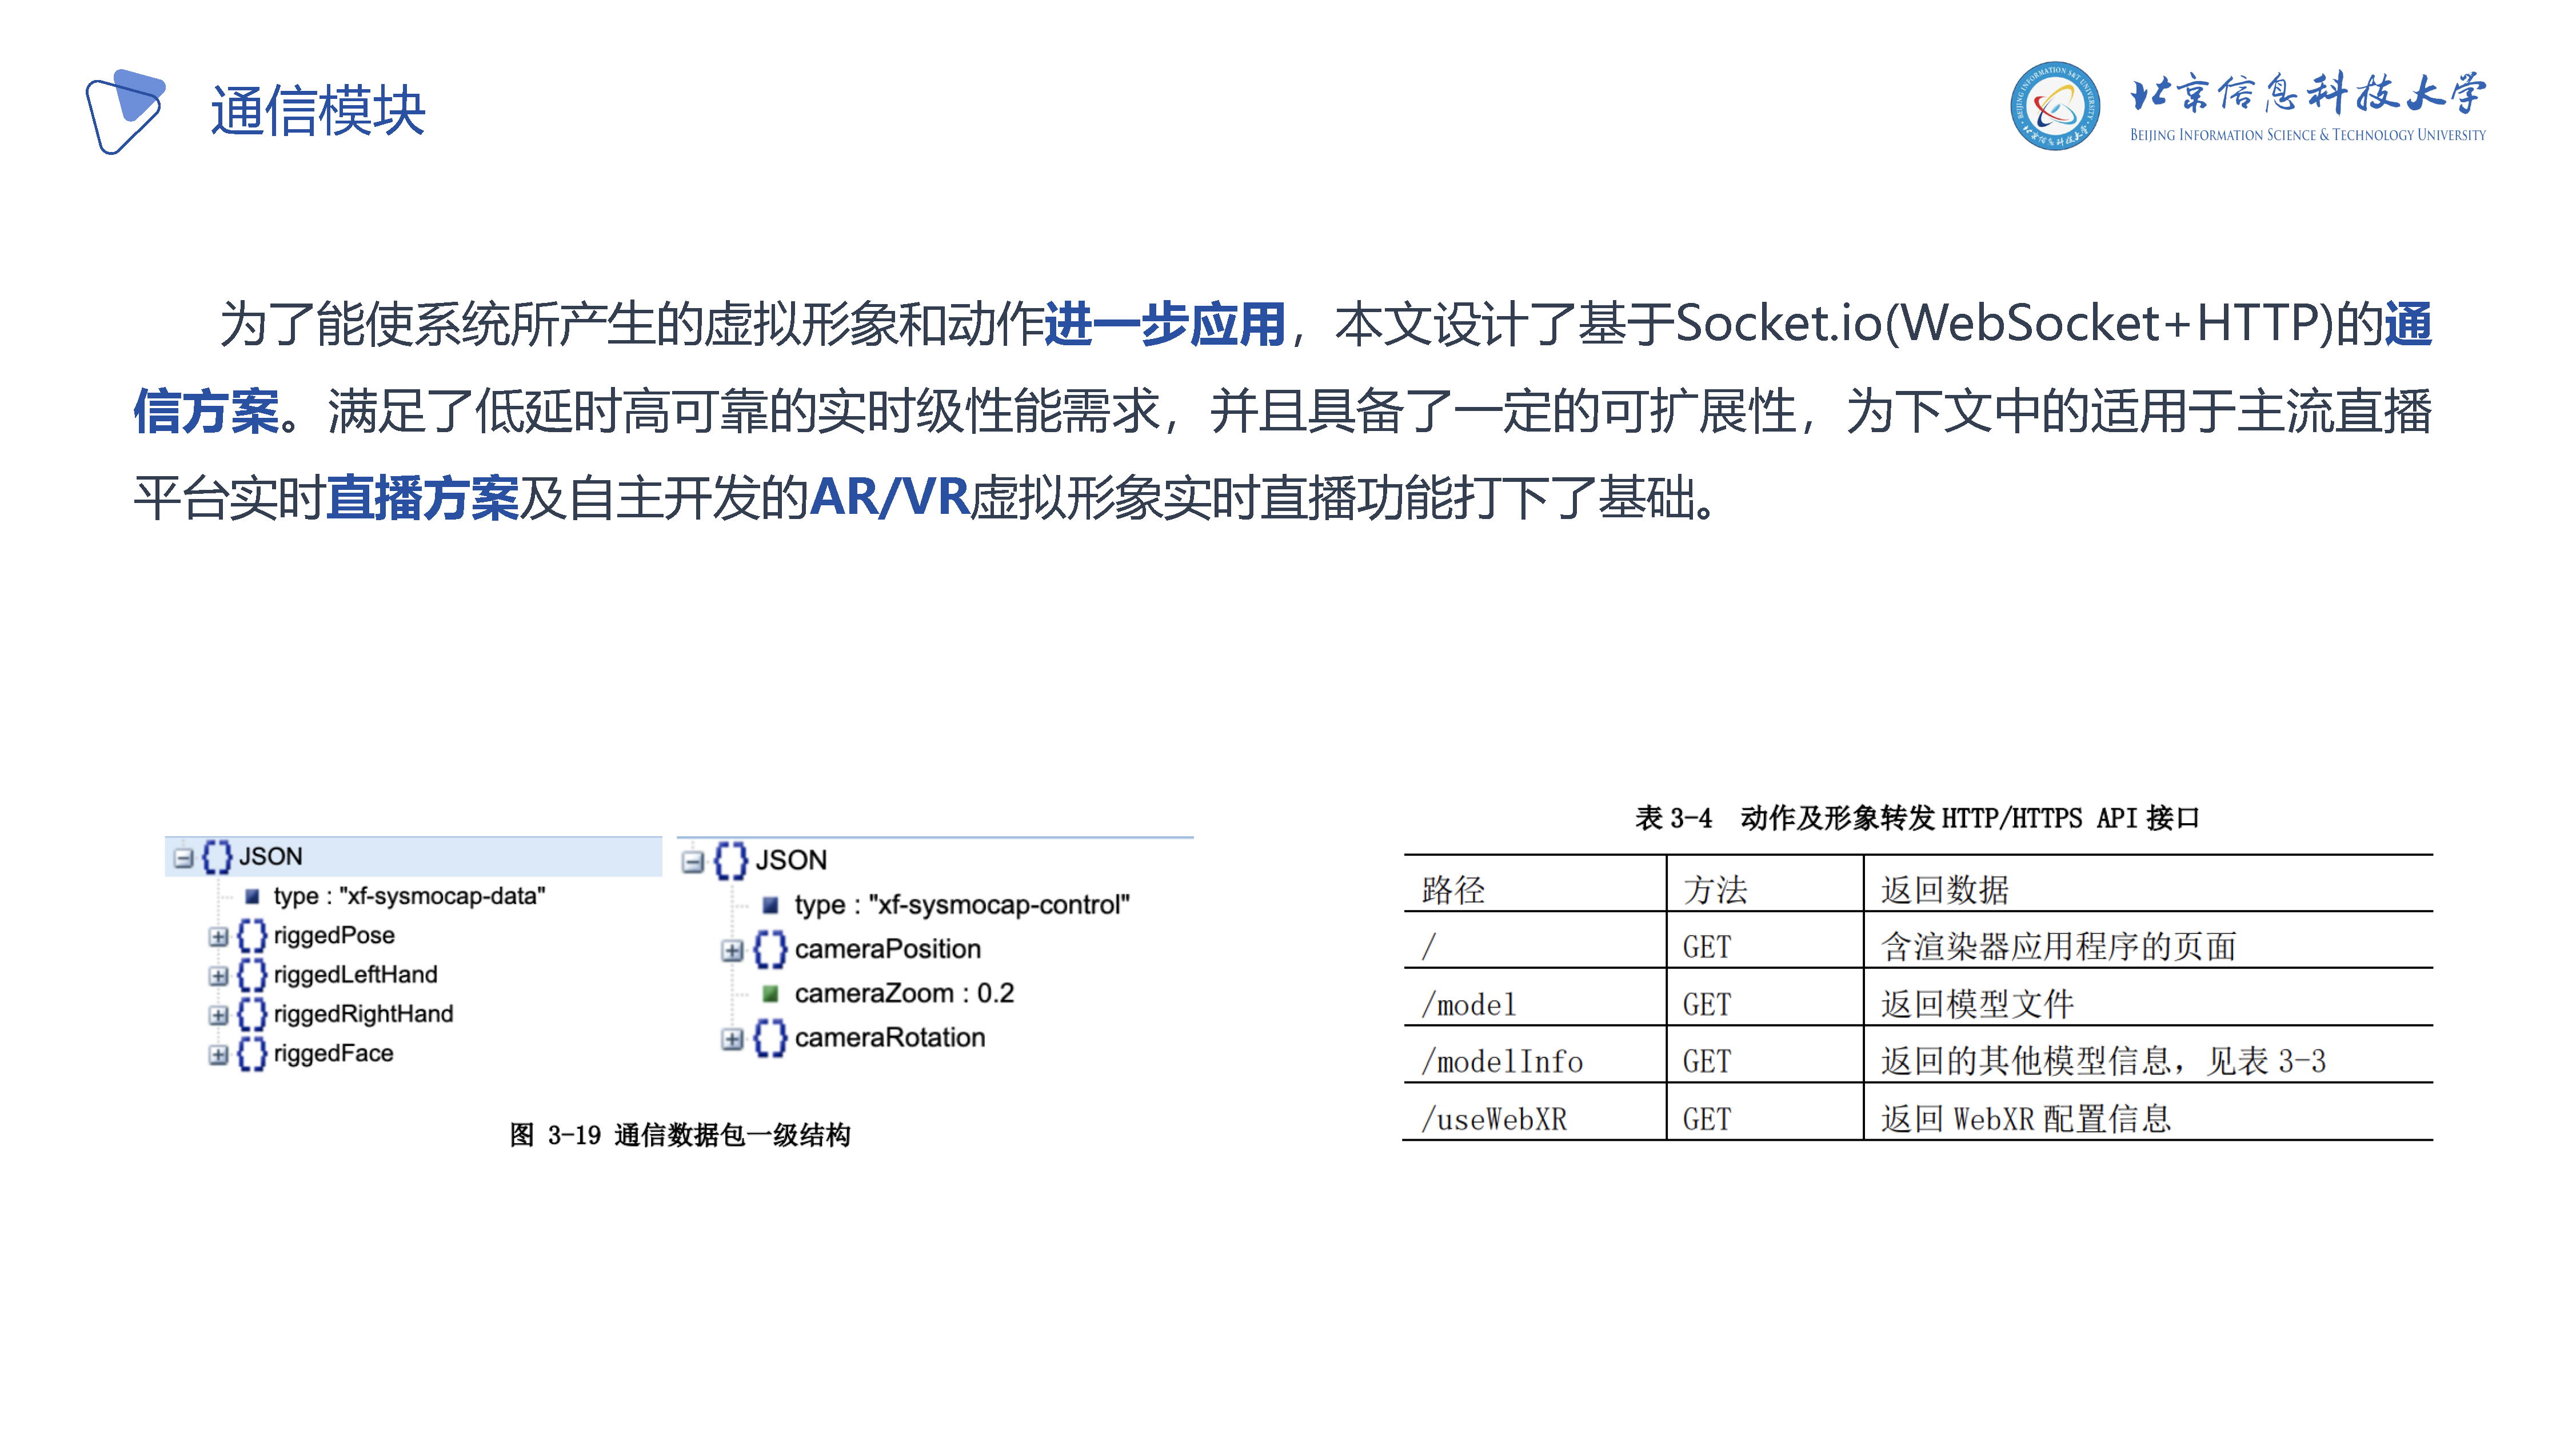 通信模块
北京信息科技大学
BEIJING INFORMATION SCIENCE & TECHNOLOGY UNIVERSITY
为了能使系统所产生的虚拟形象和动作进一步应用，本文设计了基于Socket.io(WebSocket+HTTP)的通
信方案。满足了低延时高可靠的实时级性能需求，并且具备了一定的可扩展性，为下文中的适用于主流直播
平台实时直播方案及自主开发的AR/VR虚拟形象实时直播功能打下了基础。
JSON
type : "xf-sysmocap-data"
riggedPose
riggedLeftHand
riggedRightHand
riggedFace
JSON
type : "xf-sysmocap-control"
cameraPosition
cameraZoom : 0.2
cameraRotation
图 3-19 通信数据包一级结构
表 3-4 动作及形象转发 HTTP/HTTPS API 接口
路径 方法 返回数据
/ GET 含渲染器应用程序的页面
/model GET 返回模型文件
/modelInfo GET 返回的其他模型信息，见表 3-3
/useWebXR GET 返回 WebXR 配置信息